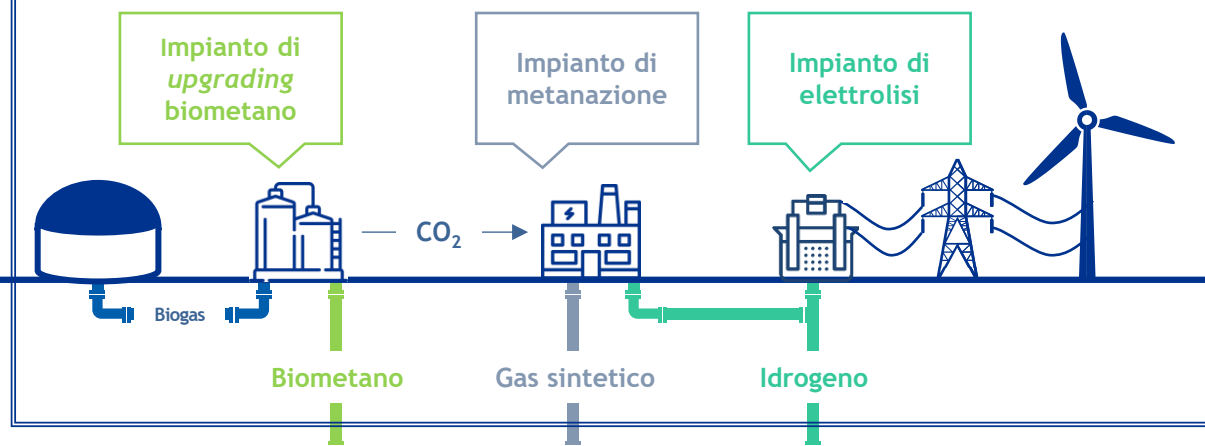 Impianto di
upgrading
biometano
Impianto di
metanazione
Impianto di
elettrolisi
CO₂
Biogas
Biometano
Gas sintetico
Idrogeno